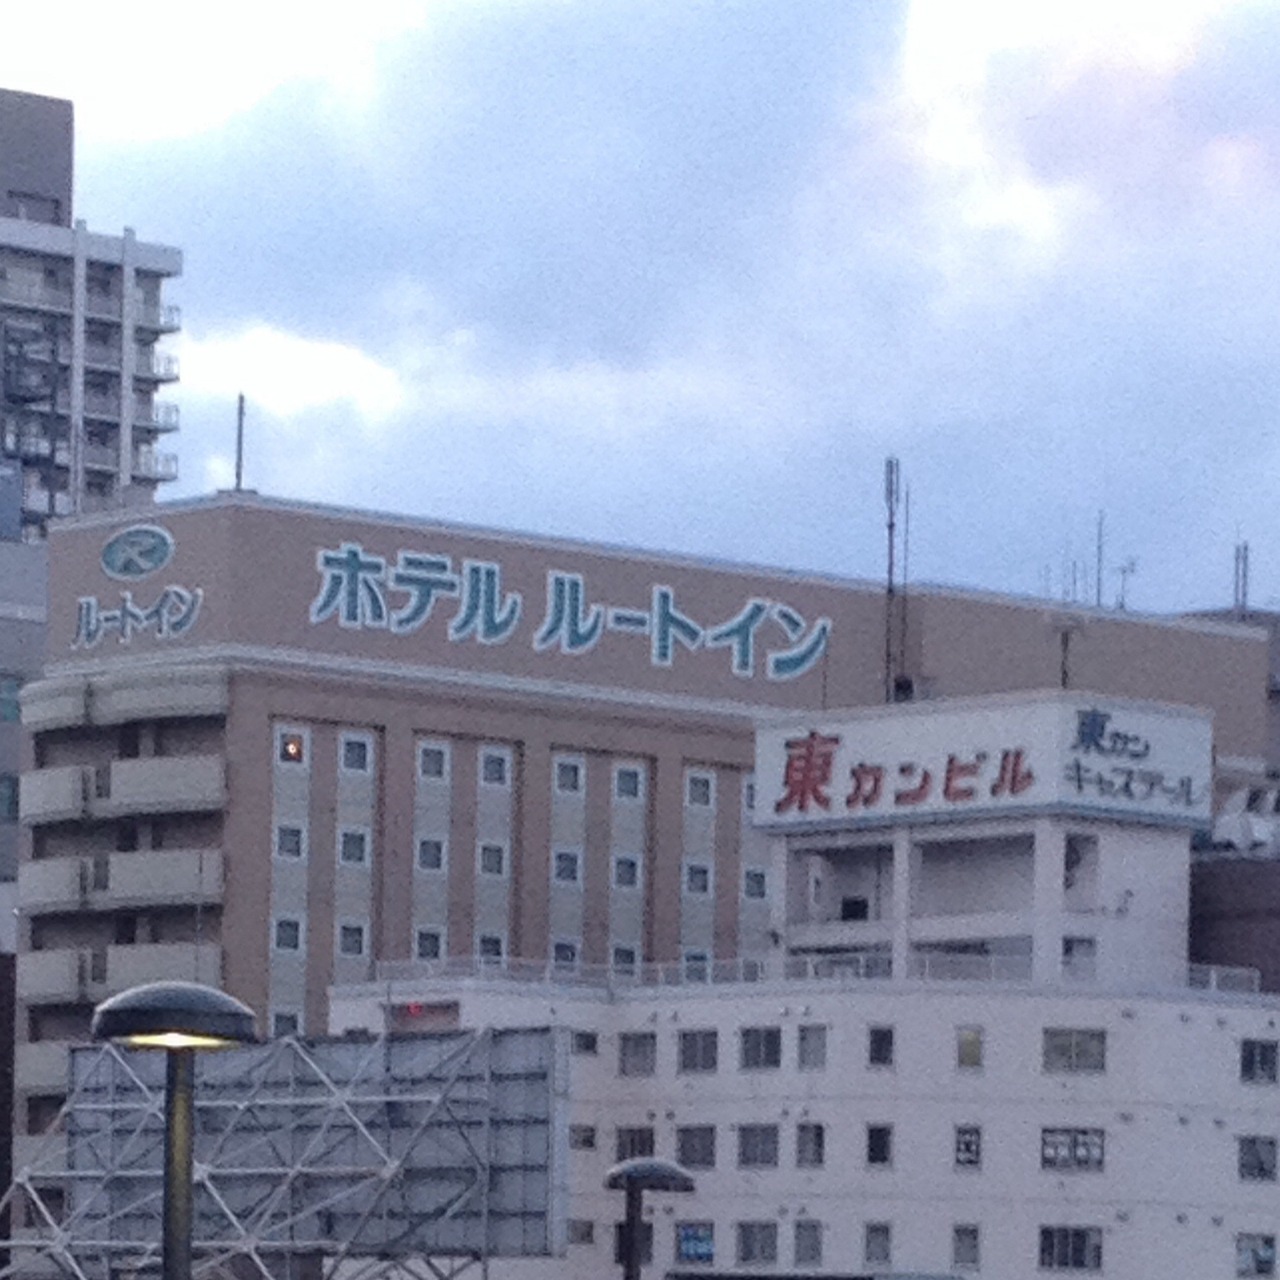 R
ルートイン
ホテル ルートイン
東カンビル
東カン
キャステール